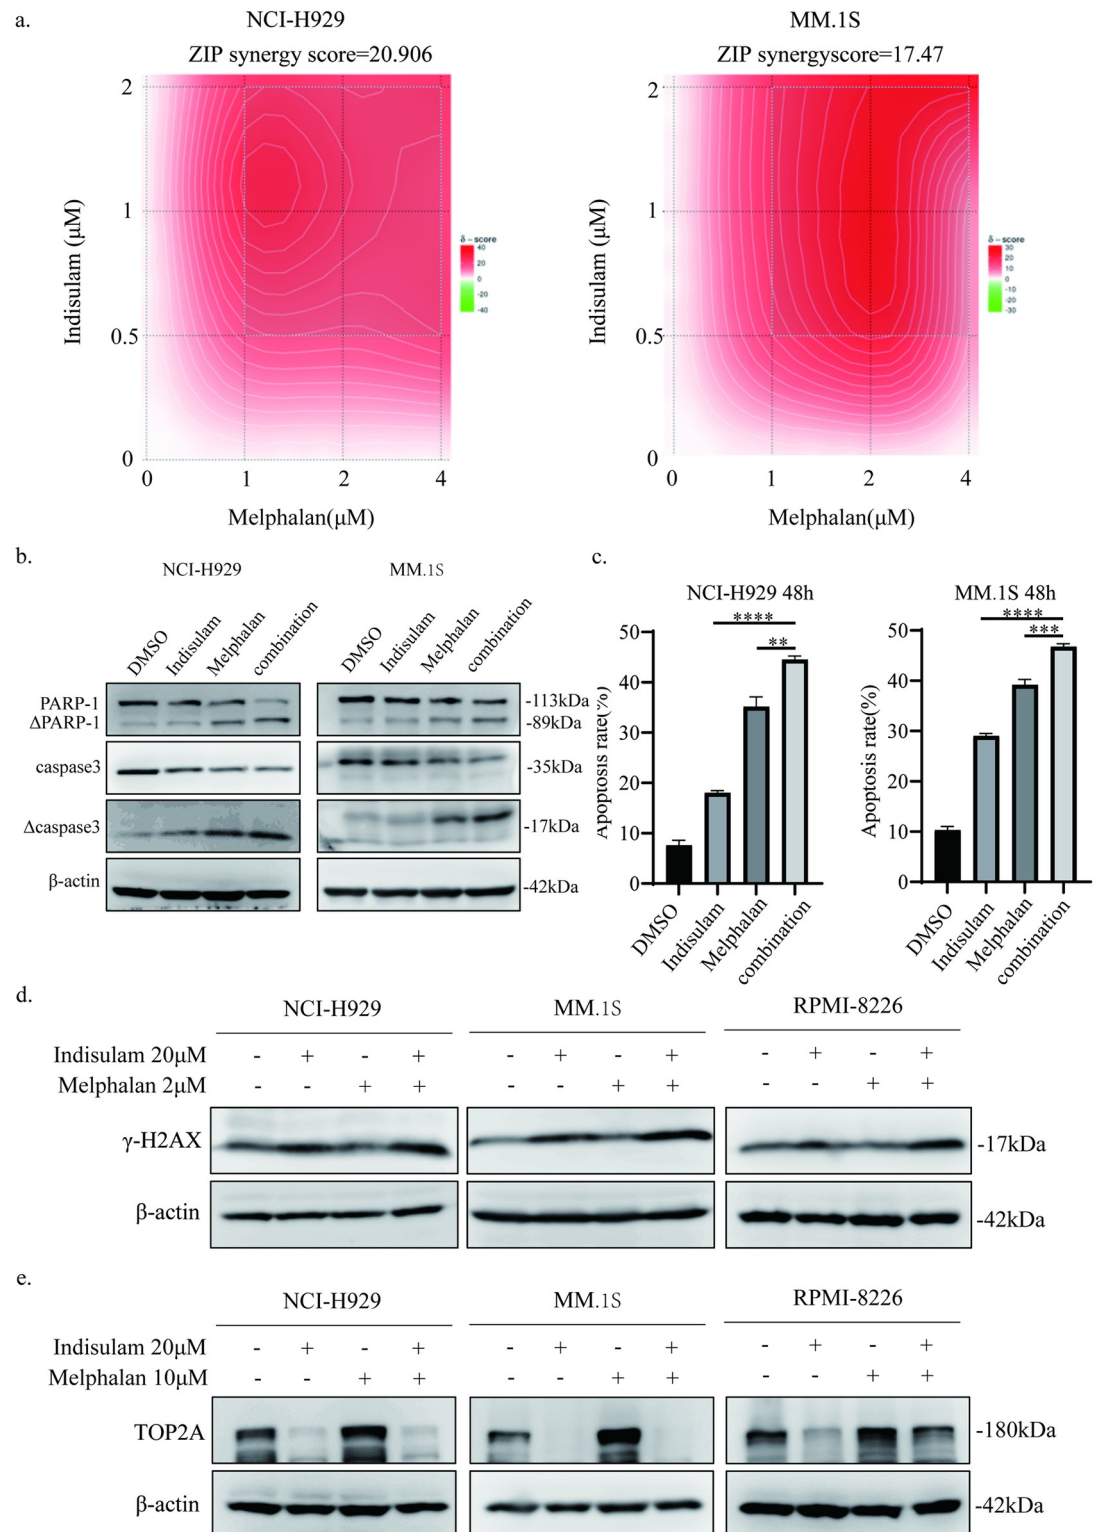 a.
NCI-H929
ZIP synergy score=20.906
2
1
0.5
0
Indisulam (μM)
0 1 2 4
Melphalan(μM)
δ – score
40
20
0
-20
-40
MM.1S
ZIP synergyscore=17.47
2
1
0.5
0
Indisulam (μM)
0 1 2 4
Melphalan(μM)
δ – score
30
20
10
0
-10
-20
-30
b.
NCI-H929
MM.1S
DMSO
Indisulam
Melphalan
combination
DMSO
Indisulam
Melphalan
combination
PARP-1
-113kDa
ΔPARP-1
-89kDa
caspase3
-35kDa
Δcaspase3
-17kDa
β-actin
-42kDa
c.
NCI-H929 48h
****
**
50
40
30
20
10
0
Apoptosis rate(%)
DMSO
Indisulam
Melphalan
combination
MM.1S 48h
****
***
50
40
30
20
10
0
Apoptosis rate(%)
DMSO
Indisulam
Melphalan
combination
d.
NCI-H929 MM.1S RPMI-8226
Indisulam 20μM - + - + - + - + - + - +
Melphalan 2μM - - + + - - + + - - + +
γ-H2AX -17kDa
β-actin -42kDa
e.
NCI-H929 MM.1S RPMI-8226
Indisulam 20μM - + - + - + - + - + - +
Melphalan 10μM - - + + - - + + - - + +
TOP2A -180kDa
β-actin -42kDa